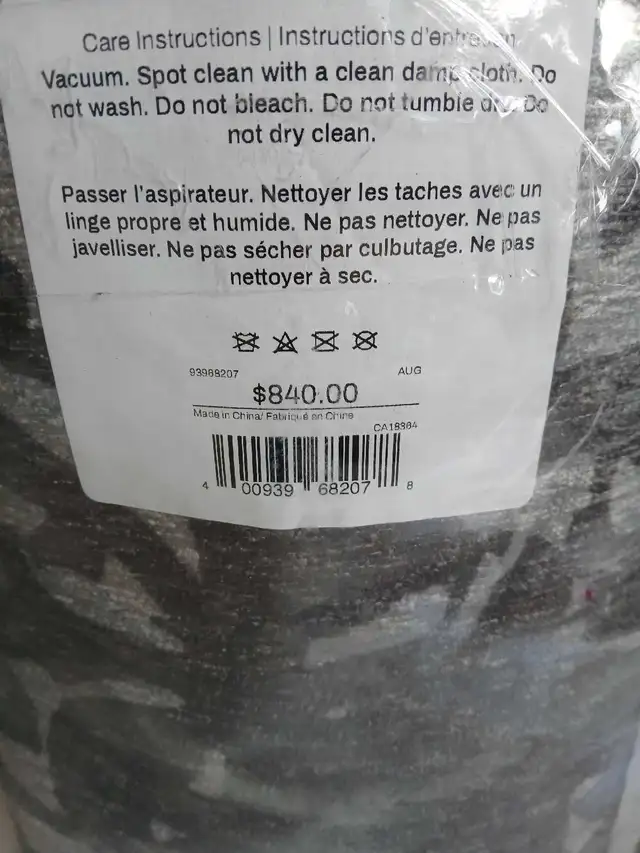 Care Instructions | Instructions d'entretien
Vacuum. Spot clean with a clean damp cloth. Do
not wash. Do not bleach. Do not tumble dry. Do
not dry clean.
Passer l'aspirateur. Nettoyer les taches avec un
linge propre et humide. Ne pas nettoyer. Ne pas
javelliser. Ne pas sécher par culbutage. Ne pas
nettoyer à sec.
93968207 AUG
$840.00
Made in China/ Fabriqué en Chine
CA18364
4 00939 68207 8